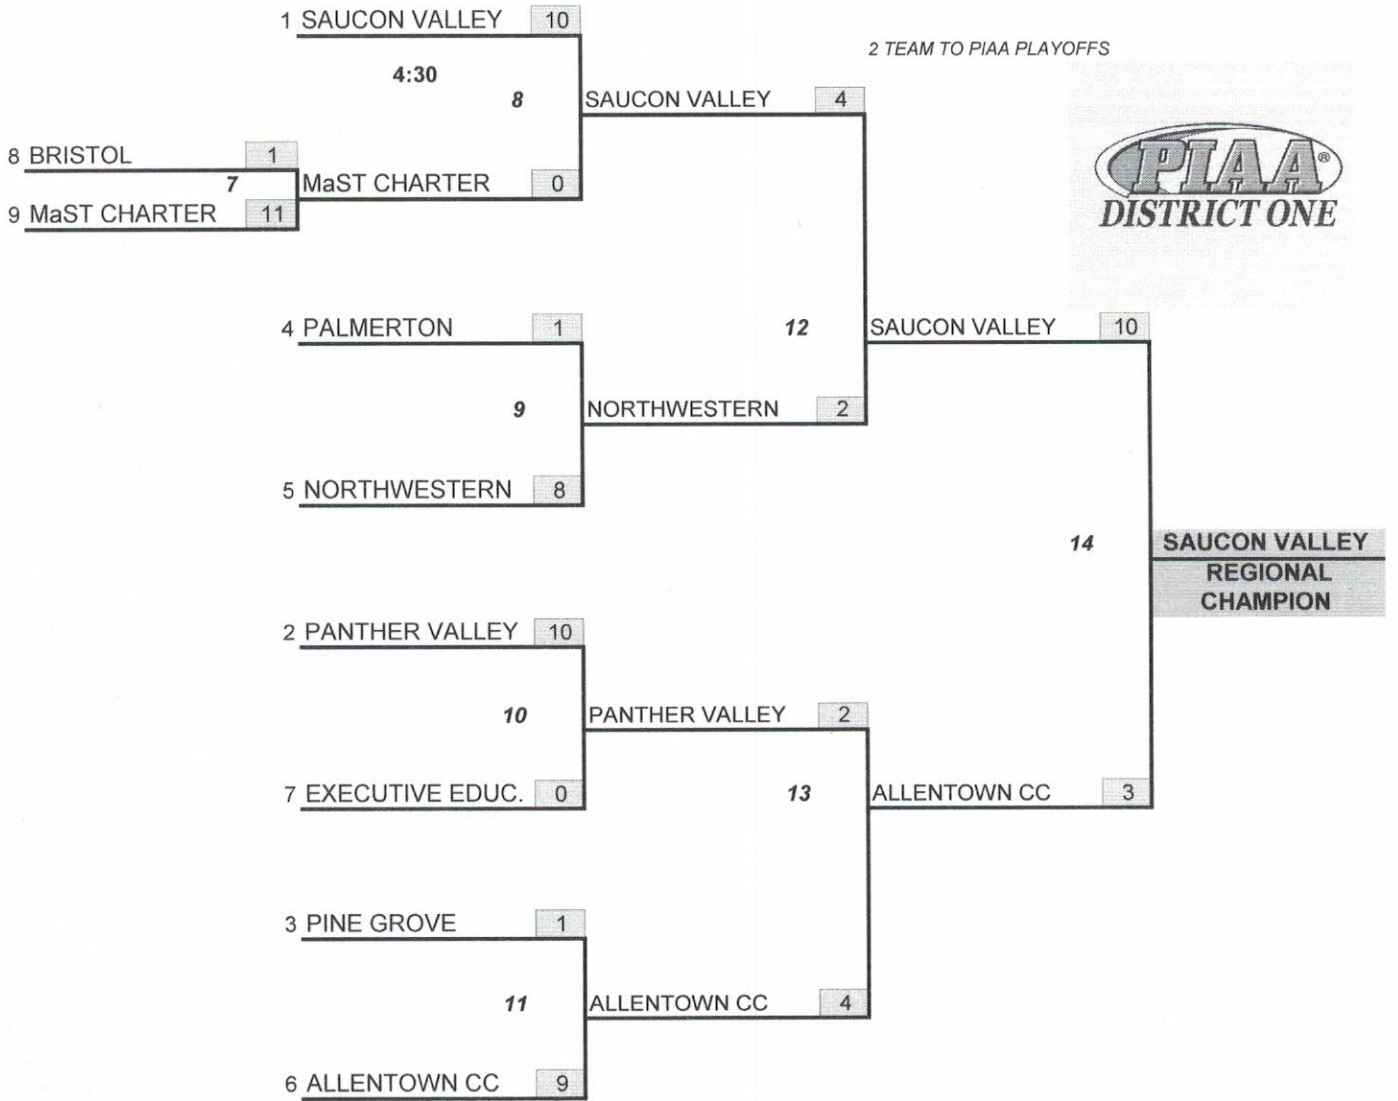 1 SAUCON VALLEY 10
2 TEAM TO PIAA PLAYOFFS
4:30
8
SAUCON VALLEY 4
8 BRISTOL 1
7
MaST CHARTER 0
9 MaST CHARTER 11
PIAA®
DISTRICT ONE
4 PALMERTON 1
12
SAUCON VALLEY 10
9
NORTHWESTERN 2
5 NORTHWESTERN 8
14
SAUCON VALLEY
REGIONAL
CHAMPION
2 PANTHER VALLEY 10
10
PANTHER VALLEY 2
7 EXECUTIVE EDUC. 0
13
ALLENTOWN CC 3
3 PINE GROVE 1
11
ALLENTOWN CC 4
6 ALLENTOWN CC 9